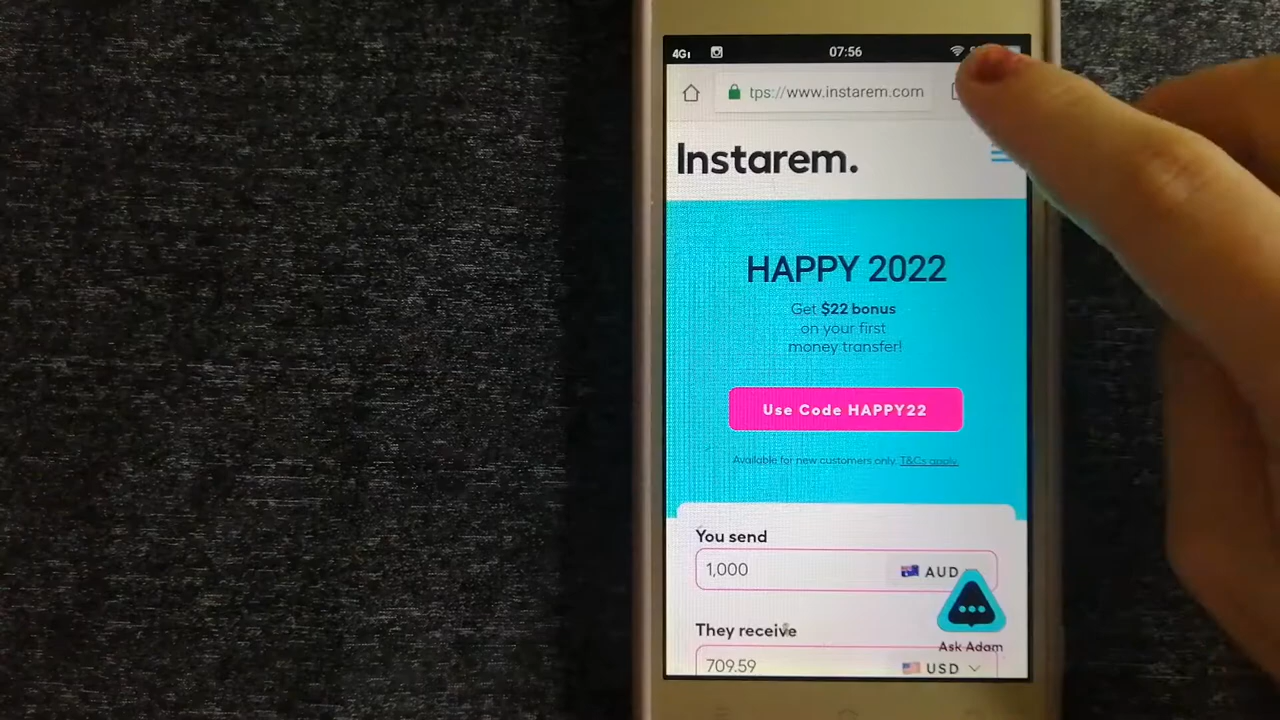 4G
07:56
tps://www.instarem.com
Instarem.
HAPPY 2022
Get $22 bonus
on your first
money transfer!
Use Code HAPPY22
Available for new customers only. T&Cs apply.
You send
1,000 AUD
Ask Adam
They receive
709.59 USD